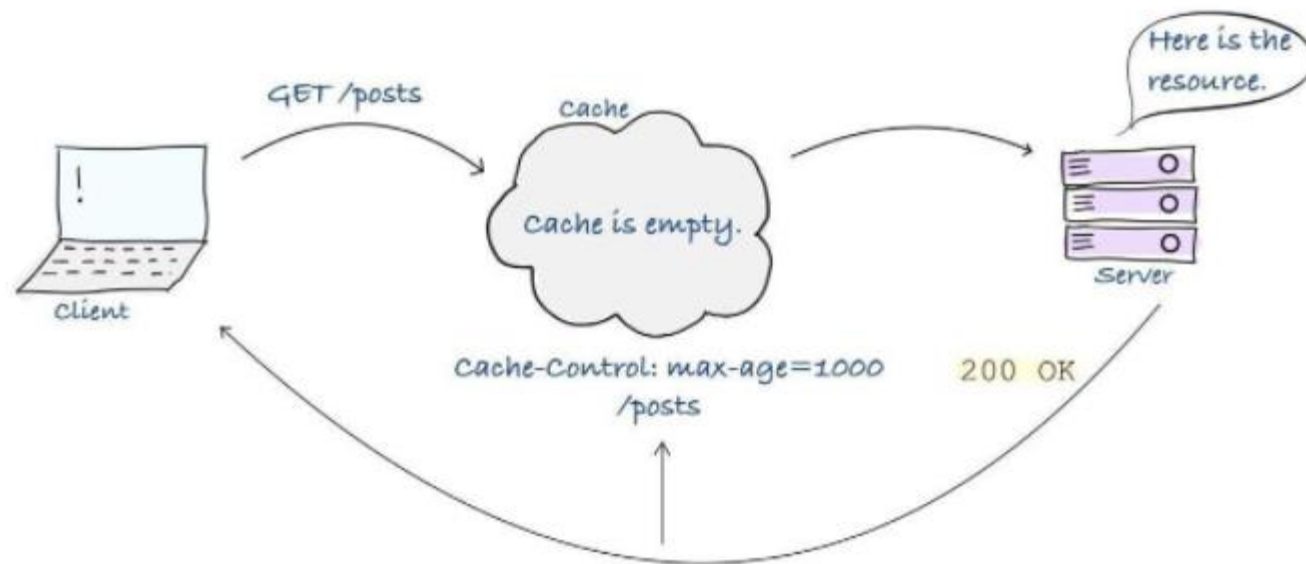 Here is the
resource.
GET /posts
Cache
!
Cache is empty.
Client
Server
Cache-Control: max-age=1000
/posts
200 OK